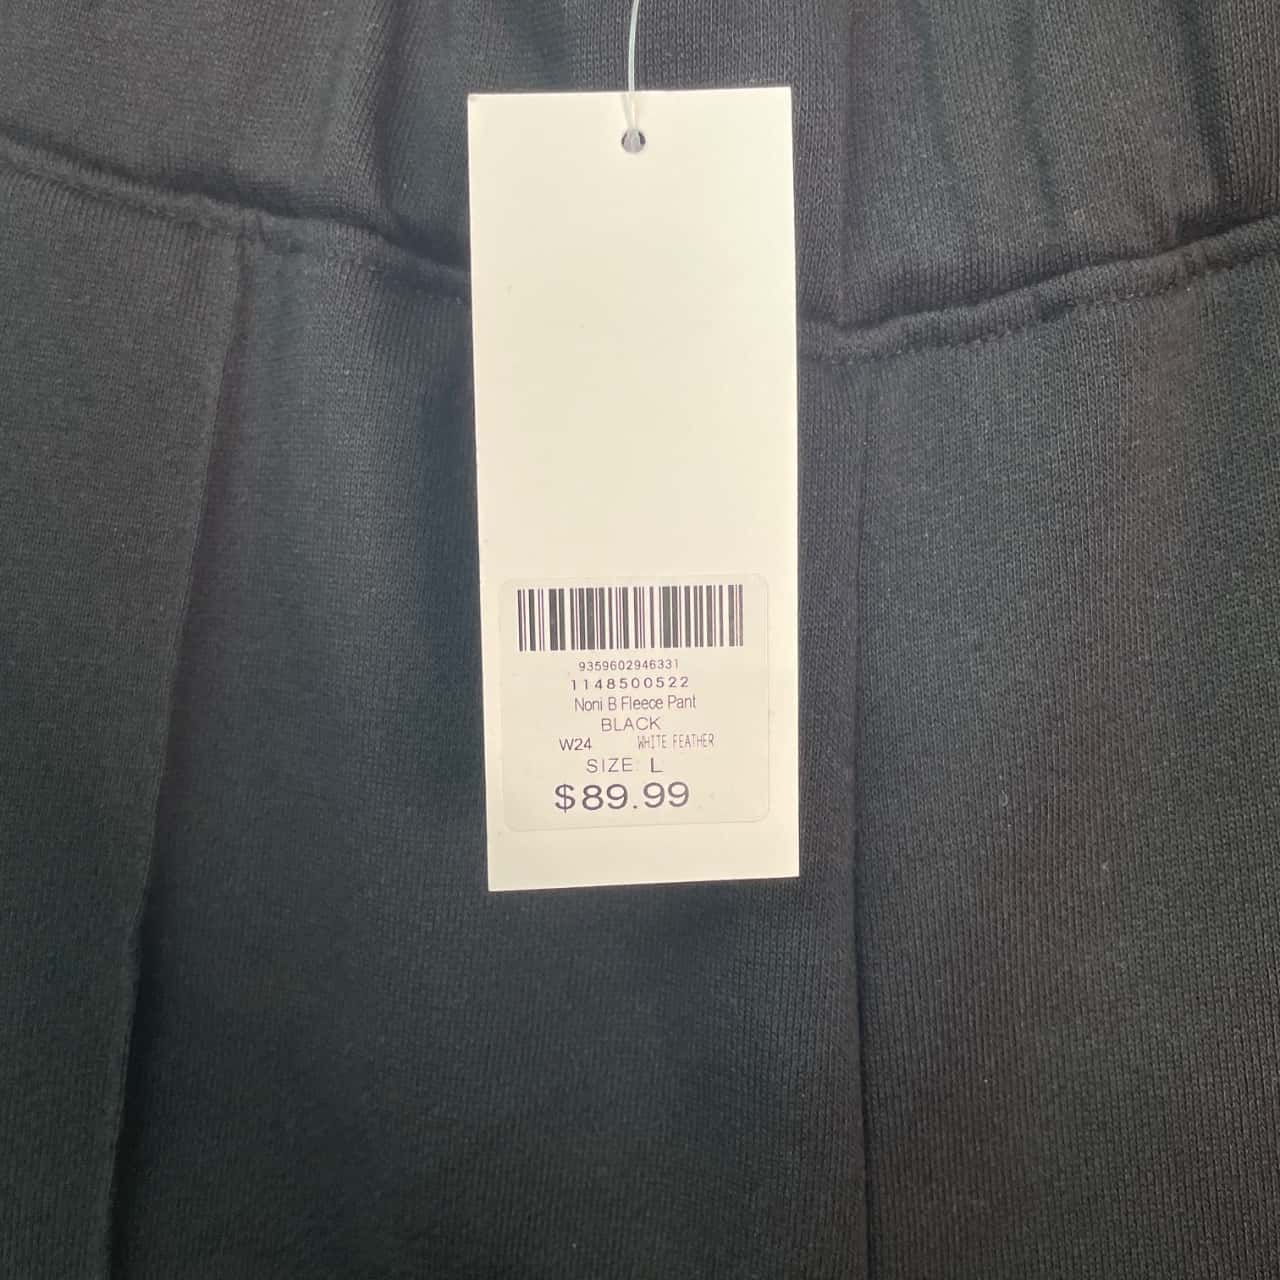 9359602946331
1148500522
Noni B Fleece Pant
BLACK
W24 WHITE FEATHER
SIZE: L
$89.99